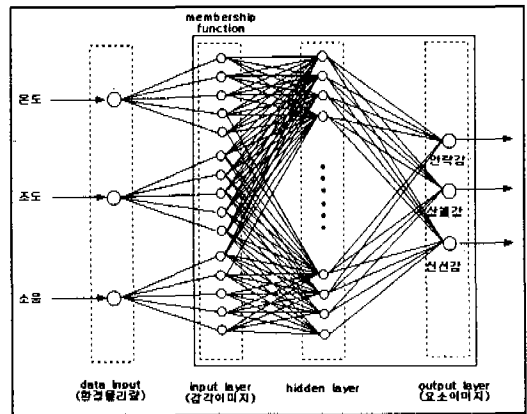 membership
function
온도
조도
소음
안락감
상쾌감
신선감
data input
(환경물리량)
input layer
(감각이미지)
hidden layer
output layer
(요소이미지)